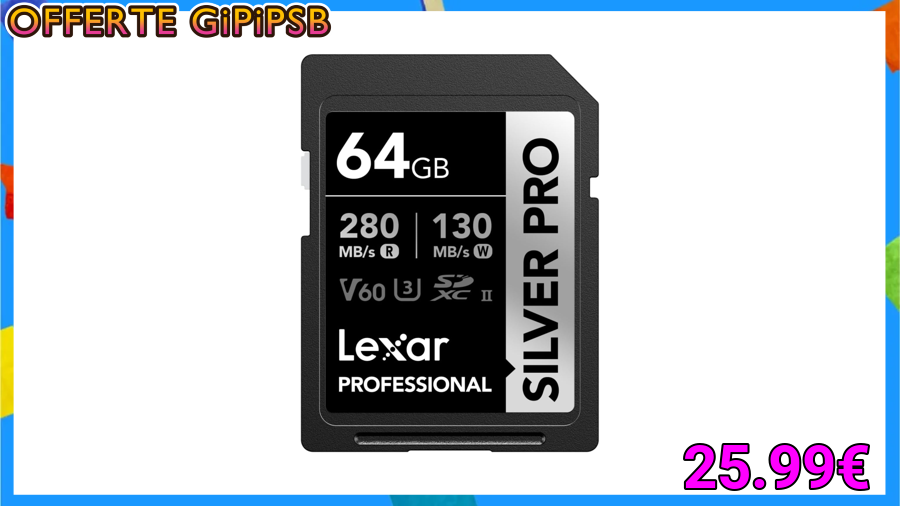 OFFERTE GiPiPSB
64GB
280 MB/s R
130 MB/s W
V60 U3 SDXC II
Lexar
PROFESSIONAL
SILVER PRO
25.99€